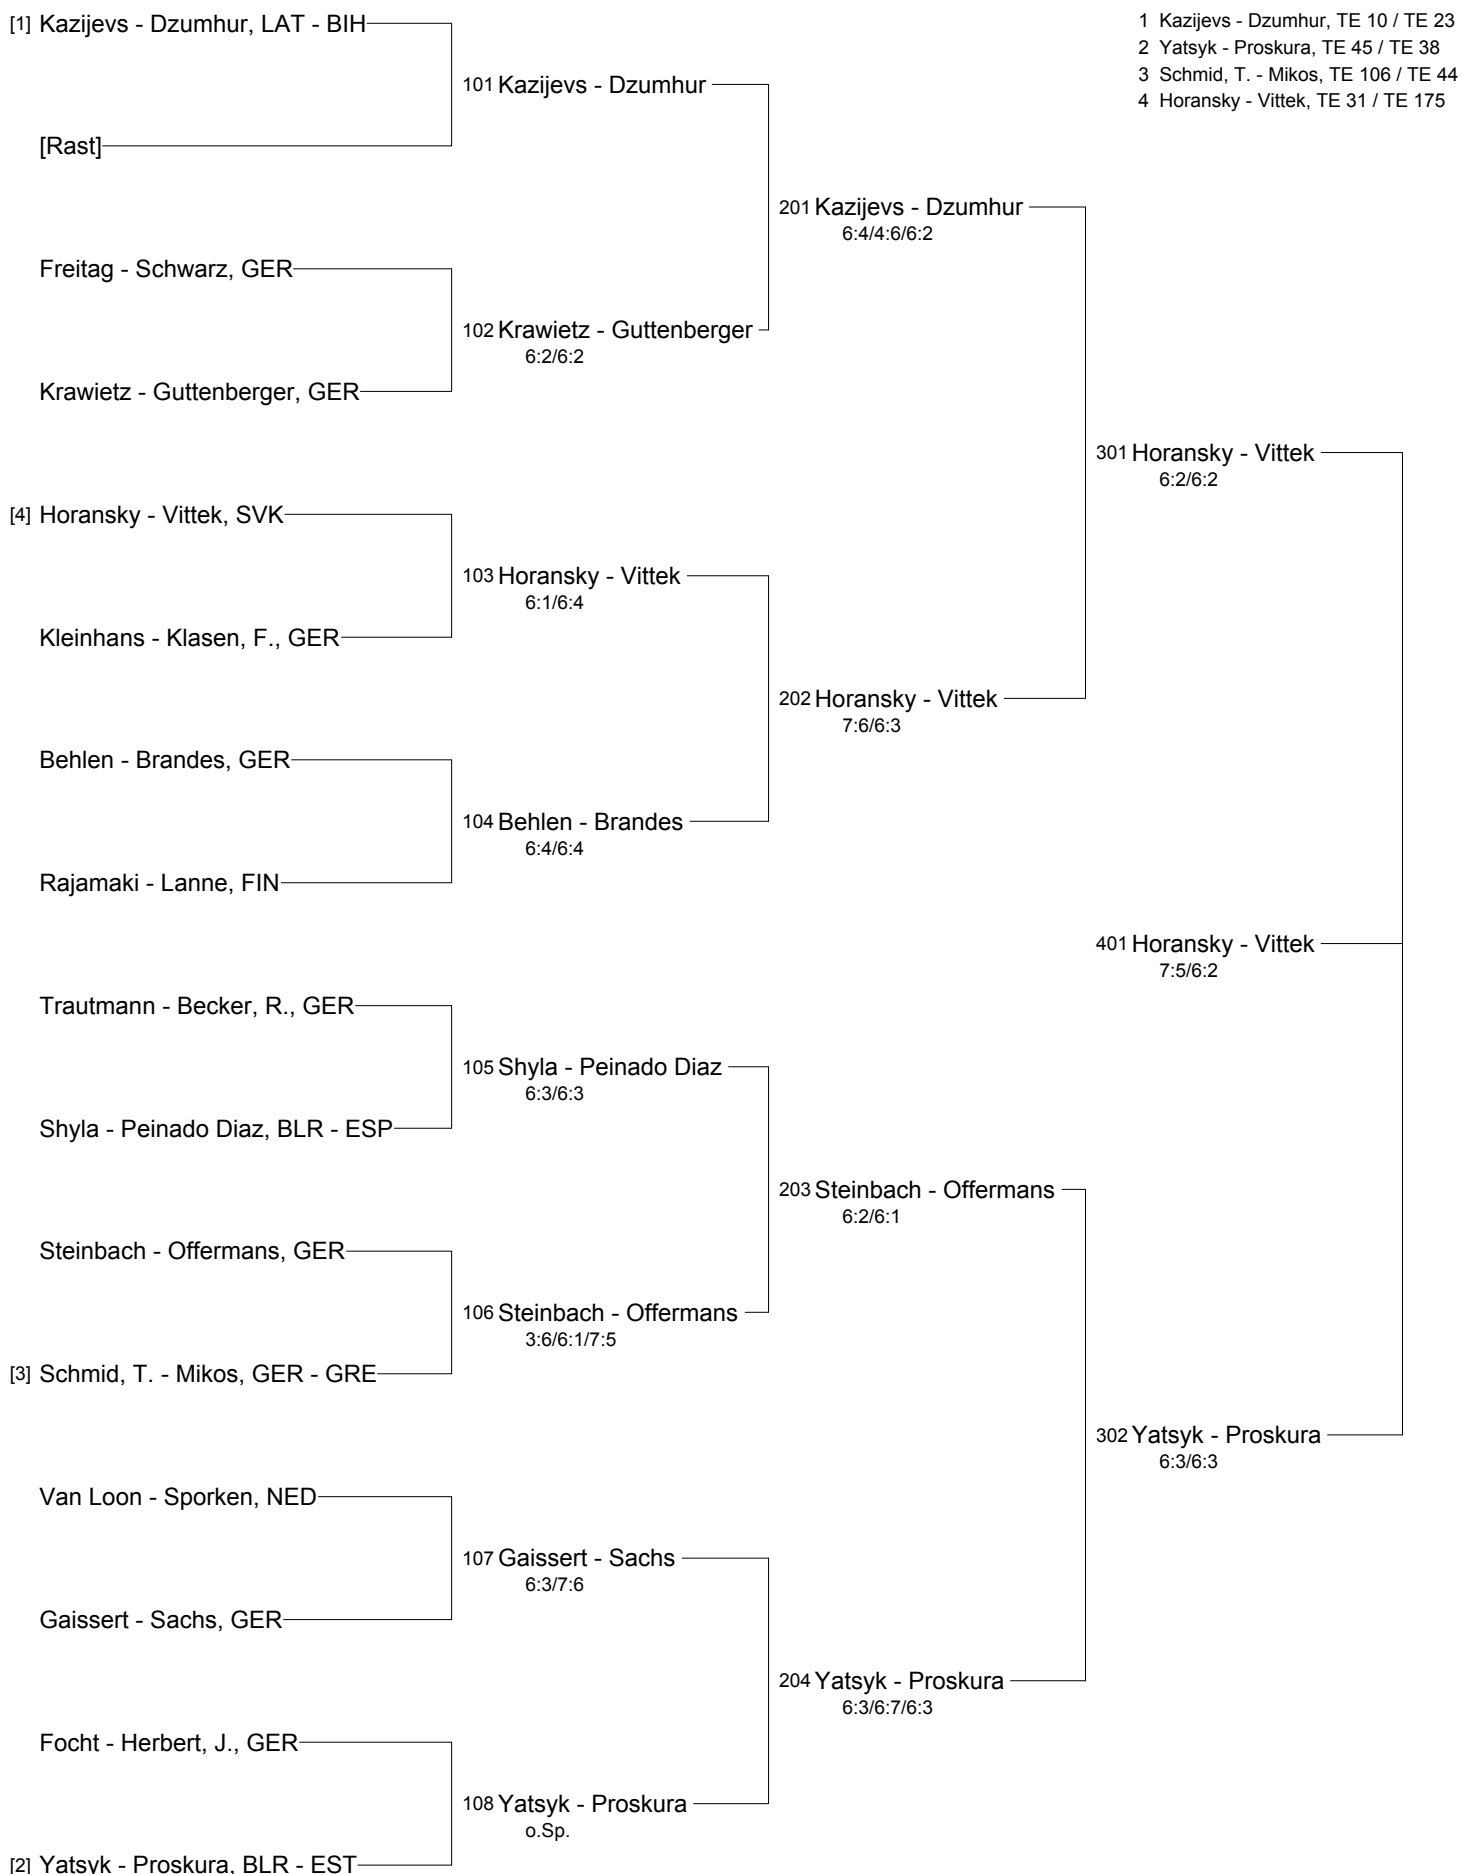 [1] Kazijevs - Dzumhur, LAT - BIH
1 Kazijevs - Dzumhur, TE 10 / TE 23
2 Yatsyk - Proskura, TE 45 / TE 38
3 Schmid, T. - Mikos, TE 106 / TE 44
4 Horansky - Vittek, TE 31 / TE 175
101 Kazijevs - Dzumhur
[Rast]
201 Kazijevs - Dzumhur
6:4/4:6/6:2
Freitag - Schwarz, GER
102 Krawietz - Guttenberger
6:2/6:2
Krawietz - Guttenberger, GER
301 Horansky - Vittek
6:2/6:2
[4] Horansky - Vittek, SVK
103 Horansky - Vittek
6:1/6:4
Kleinhans - Klasen, F., GER
202 Horansky - Vittek
7:6/6:3
Behlen - Brandes, GER
104 Behlen - Brandes
6:4/6:4
Rajamaki - Lanne, FIN
401 Horansky - Vittek
7:5/6:2
Trautmann - Becker, R., GER
105 Shyla - Peinado Diaz
6:3/6:3
Shyla - Peinado Diaz, BLR - ESP
203 Steinbach - Offermans
6:2/6:1
Steinbach - Offermans, GER
106 Steinbach - Offermans
3:6/6:1/7:5
[3] Schmid, T. - Mikos, GER - GRE
302 Yatsyk - Proskura
6:3/6:3
Van Loon - Sporken, NED
107 Gaissert - Sachs
6:3/7:6
Gaissert - Sachs, GER
204 Yatsyk - Proskura
6:3/6:7/6:3
Focht - Herbert, J., GER
108 Yatsyk - Proskura
o.Sp.
[2] Yatsyk - Proskura, BLR - EST